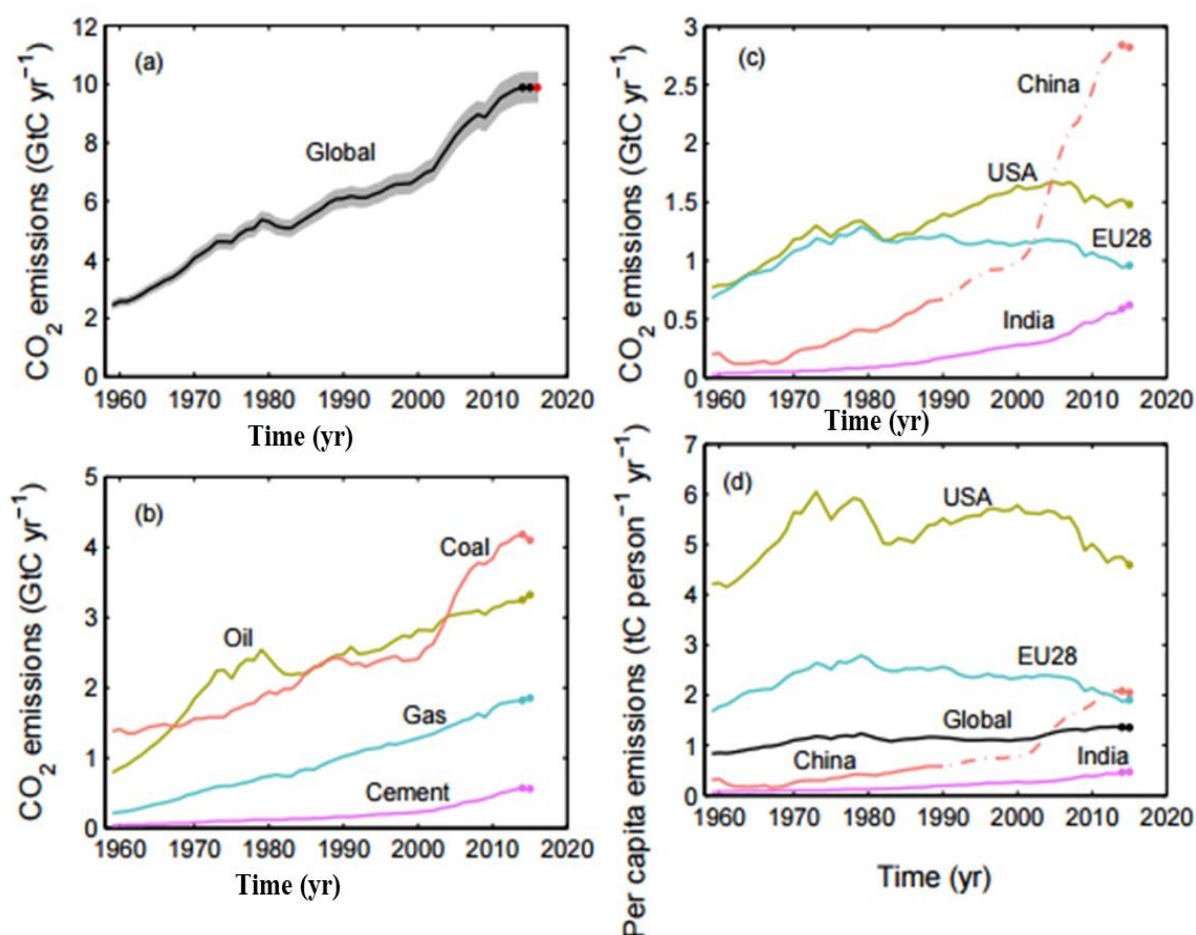 CO2 emissions (GtC yr−1)
12
10
8
6
4
2
0
(a)
Global
1960 1970 1980 1990 2000 2010 2020
Time (yr)
CO2 emissions (GtC yr−1)
5
4
3
2
1
0
(b)
Coal
Oil
Gas
Cement
1960 1970 1980 1990 2000 2010 2020
Time (yr)
CO2 emissions (GtC yr−1)
3
2.5
2
1.5
1
0.5
0
(c)
China
USA
EU28
India
1960 1970 1980 1990 2000 2010 2020
Time (yr)
Per capita emissions (tC person−1 yr−1)
7
6
5
4
3
2
1
0
(d)
USA
EU28
Global
China
India
1960 1970 1980 1990 2000 2010 2020
Time (yr)